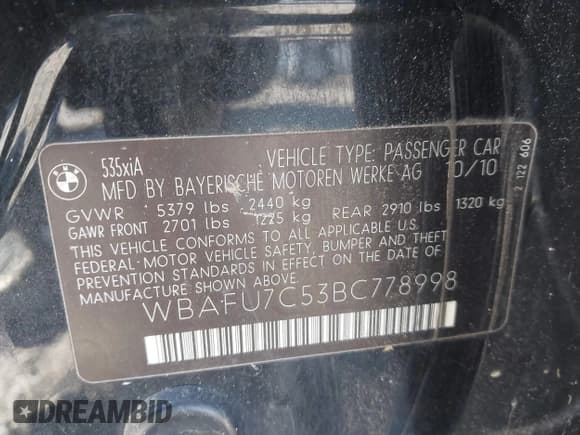 BMW
535xiA
VEHICLE TYPE: PASSENGER CAR
MFD BY BAYERISCHE MOTOREN WERKE AG 10/10
GVWR 5379 lbs 2440 kg
GAWR FRONT 2701 lbs 1225 kg REAR 2910 lbs 1320 kg
THIS VEHICLE CONFORMS TO ALL APPLICABLE U.S.
FEDERAL MOTOR VEHICLE SAFETY, BUMPER AND THEFT
PREVENTION STANDARDS IN EFFECT ON THE DATE OF
MANUFACTURE SHOWN ABOVE.
WBAFU7C53BC778998
2 122 606
DREAMBID